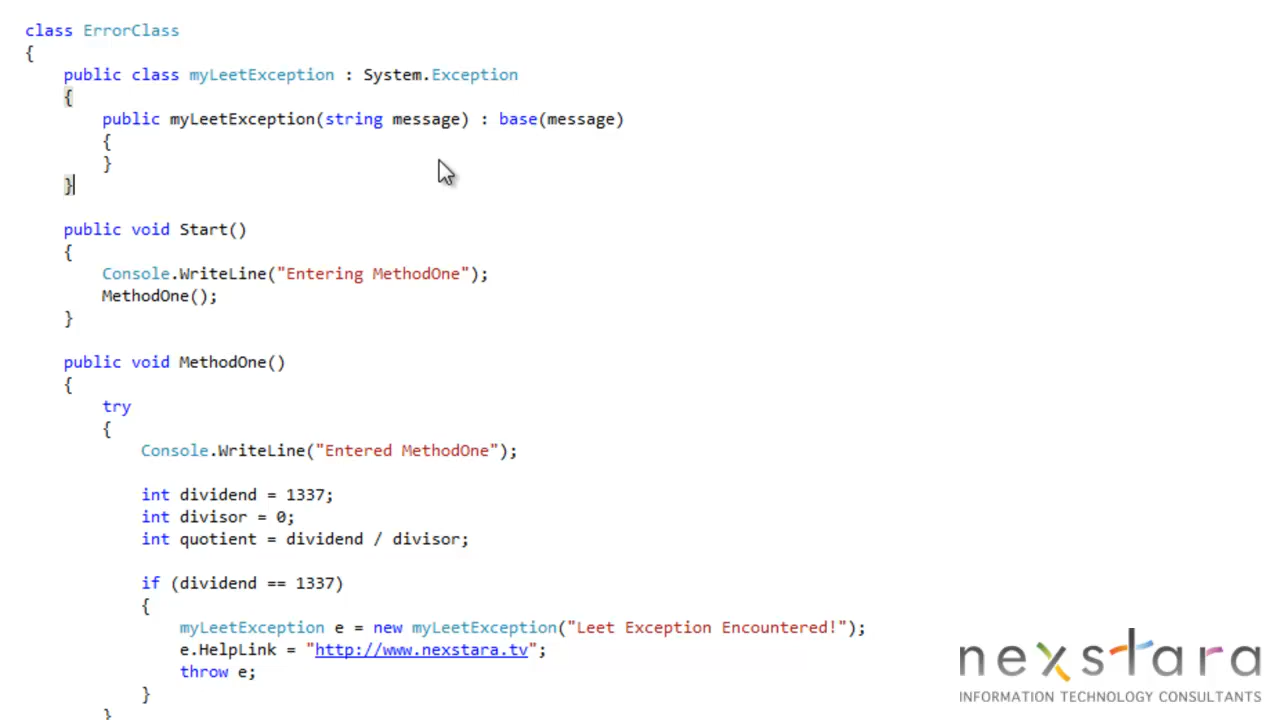 class ErrorClass
{
public class myLeetException : System.Exception
{
public myLeetException(string message) : base(message)
{
}
}
public void Start()
{
Console.WriteLine("Entering MethodOne");
MethodOne();
}
public void MethodOne()
{
try
{
Console.WriteLine("Entered MethodOne");
int dividend = 1337;
int divisor = 0;
int quotient = dividend / divisor;
if (dividend == 1337)
{
myLeetException e = new myLeetException("Leet Exception Encountered!");
e.HelpLink = "http://www.nexstara.tv";
throw e;
}
}
nexstara
INFORMATION TECHNOLOGY CONSULTANTS